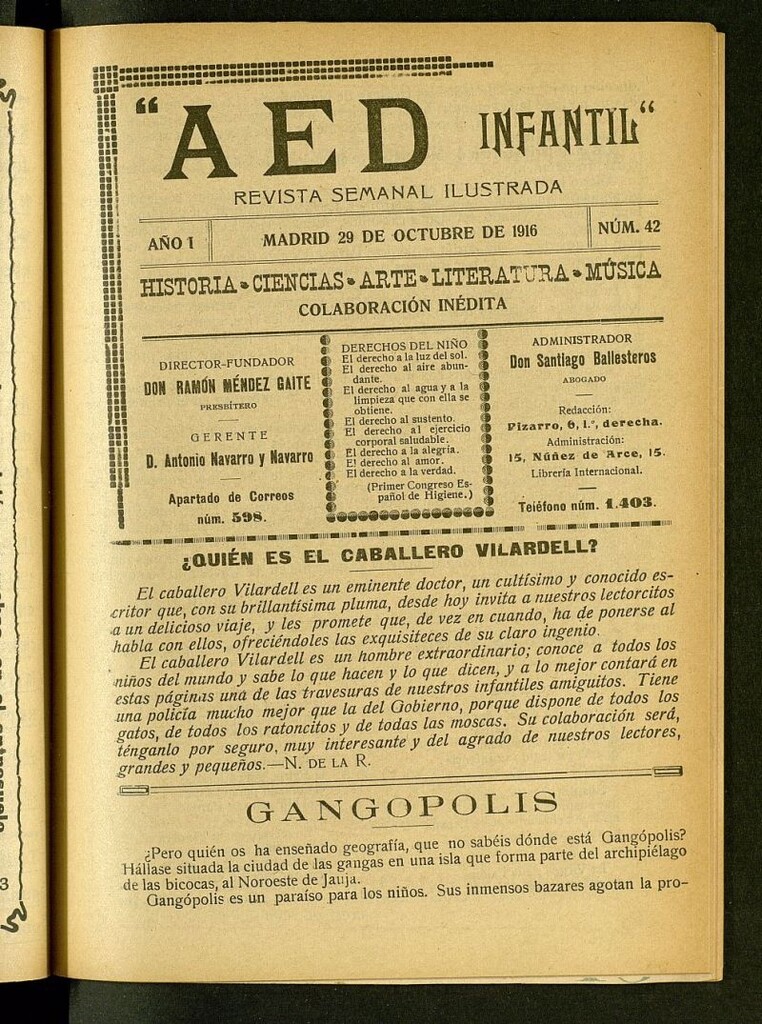 "AED INFANTIL"
REVISTA SEMANAL ILUSTRADA
AÑO I
MADRID 29 DE OCTUBRE DE 1916
NÚM. 42
HISTORIA • CIENCIAS • ARTE • LITERATURA • MÚSICA
COLABORACIÓN INÉDITA
DIRECTOR-FUNDADOR
DON RAMÓN MÉNDEZ GAITE
PRESBÍTERO
GERENTE
D. Antonio Navarro y Navarro
Apartado de Correos
núm. 598.
DERECHOS DEL NIÑO
El derecho a la luz del sol.
El derecho al aire abun-
dante.
El derecho al agua y a la
limpieza que con ella se
obtiene.
El derecho al sustento.
El derecho al ejercicio
corporal saludable.
El derecho a la alegría.
El derecho al amor.
El derecho a la verdad.
(Primer Congreso Es-
pañol de Higiene.)
ADMINISTRADOR
Don Santiago Ballesteros
ABOGADO
Redacción:
Pizarro, 6, 1.º, derecha.
Administración:
15, Núñez de Arce, 15.
Librería Internacional.
Teléfono núm. 1.403.
¿QUIÉN ES EL CABALLERO VILARDELL?
El caballero Vilardell es un eminente doctor, un cultísimo y conocido es-
critor que, con su brillantísima pluma, desde hoy invita a nuestros lectorcitos
a un delicioso viaje, y les promete que, de vez en cuando, ha de ponerse al
habla con ellos, ofreciéndoles las exquisiteces de su claro ingenio.
El caballero Vilardell es un hombre extraordinario; conoce a todos los
niños del mundo y sabe lo que hacen y lo que dicen, y a lo mejor contará en
estas páginas una de las travesuras de nuestros infantiles amiguitos. Tiene
una policía mucho mejor que la del Gobierno, porque dispone de todos los
gatos, de todos los ratoncitos y de todas las moscas. Su colaboración será,
ténganlo por seguro, muy interesante y del agrado de nuestros lectores,
grandes y pequeños.—N. DE LA R.
GANGOPOLIS
¿Pero quién os ha enseñado geografía, que no sabéis dónde está Gangópolis?
Hállase situada la ciudad de las gangas en una isla que forma parte del archipiélago
de las bicocas, al Noroeste de Jauja.
Gangópolis es un paraíso para los niños. Sus inmensos bazares agotan la pro-
3